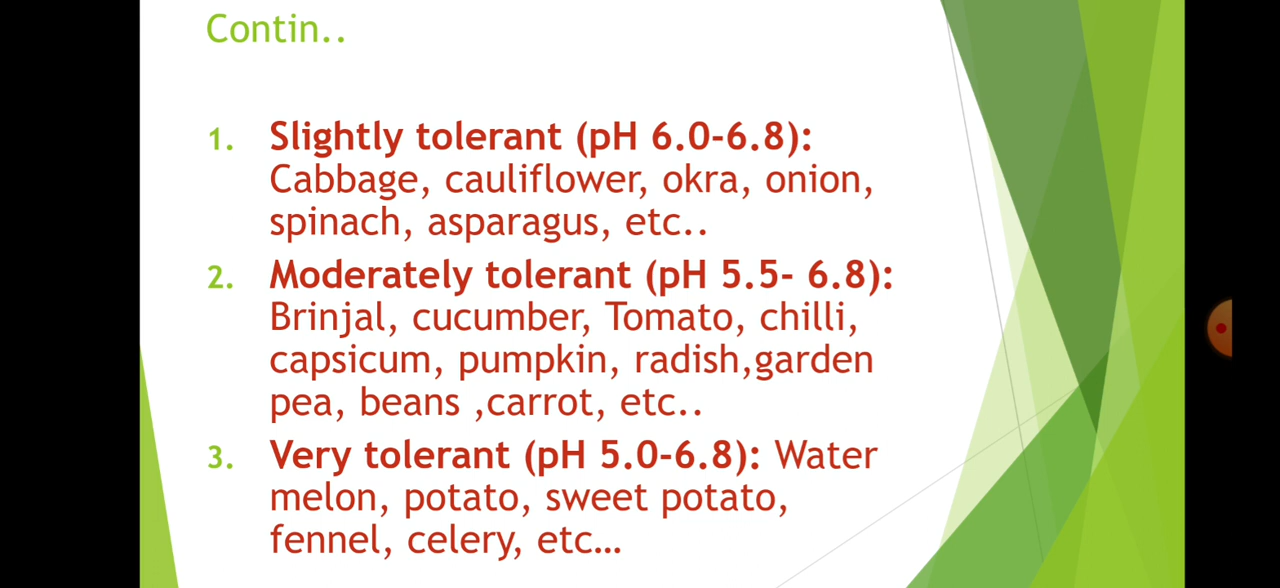 Contin..
1. Slightly tolerant (pH 6.0-6.8):
Cabbage, cauliflower, okra, onion,
spinach, asparagus, etc..
2. Moderately tolerant (pH 5.5- 6.8):
Brinjal, cucumber, Tomato, chilli,
capsicum, pumpkin, radish,garden
pea, beans ,carrot, etc..
3. Very tolerant (pH 5.0-6.8): Water
melon, potato, sweet potato,
fennel, celery, etc…